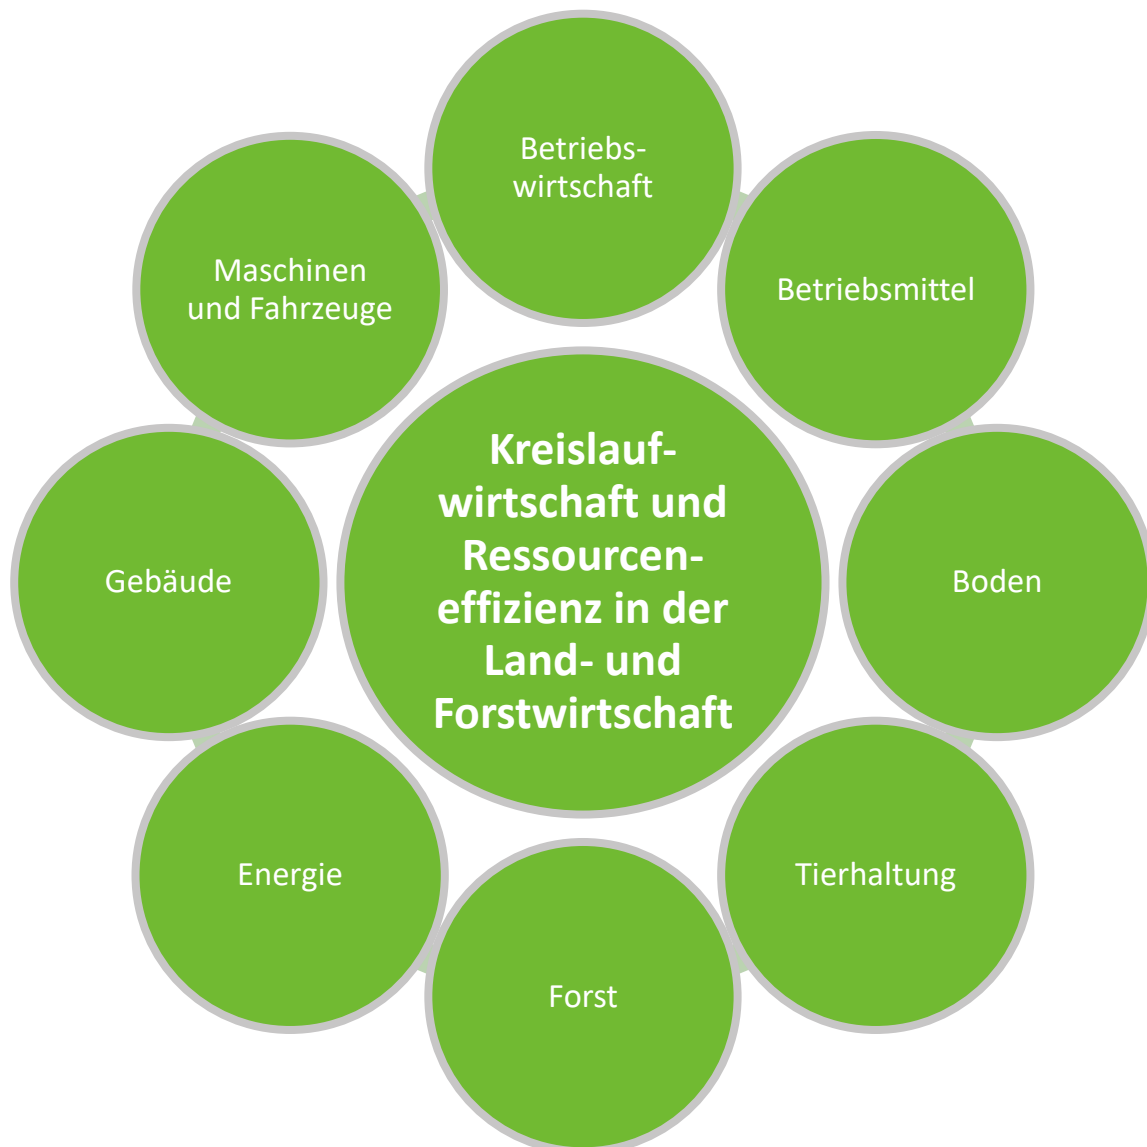 Betriebs-
wirtschaft
Maschinen
und Fahrzeuge
Betriebsmittel
Kreislauf-
wirtschaft und
Ressourcen-
effizienz in der
Land- und
Forstwirtschaft
Gebäude
Boden
Energie
Tierhaltung
Forst